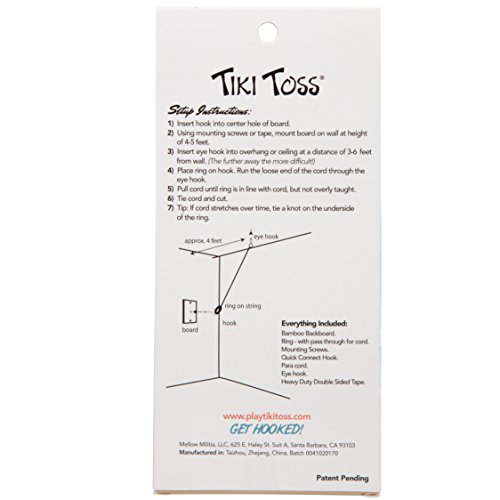 TIKI TOSS®
Setup Instructions:
1) Insert hook into center hole of board.
2) Using mounting screws or tape, mount board on wall at height
of 4-5 feet.
3) Insert eye hook into overhang or ceiling at a distance of 3-6 feet
from wall. (The further away the more difficult!)
4) Place ring on hook. Run the loose end of the cord through the
eye hook.
5) Pull cord until ring is in line with cord, but not overly taught.
6) Tie cord and cut.
7) Tip: If cord stretches over time, tie a knot on the underside
of the ring.
approx. 4 feet
eye hook
ring on string
board
hook
Everything Included:
Bamboo Backboard.
Ring - with pass through for cord.
Mounting Screws.
Quick Connect Hook.
Para cord.
Eye hook.
Heavy Duty Double Sided Tape.
www.playtikitoss.com
GET HOOKED!
Mellow Militia, LLC, 625 E. Haley St. Suit A, Santa Barbara, CA 93103
Manufactured in: Taizhou, Zhejang, China, Batch 0041020170
Patent Pending